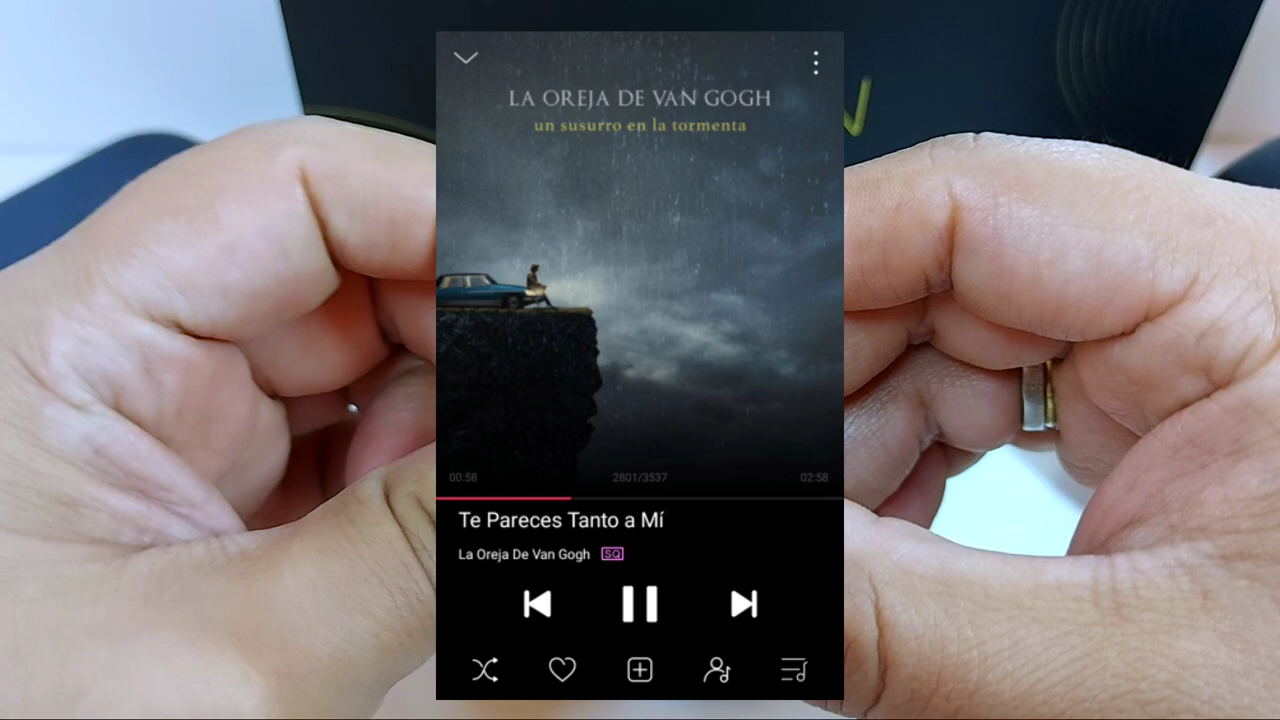 LA OREJA DE VAN GOGH
un susurro en la tormenta
00:58 2801/3537 02:58
Te Pareces Tanto a Mí
La Oreja De Van Gogh SQ